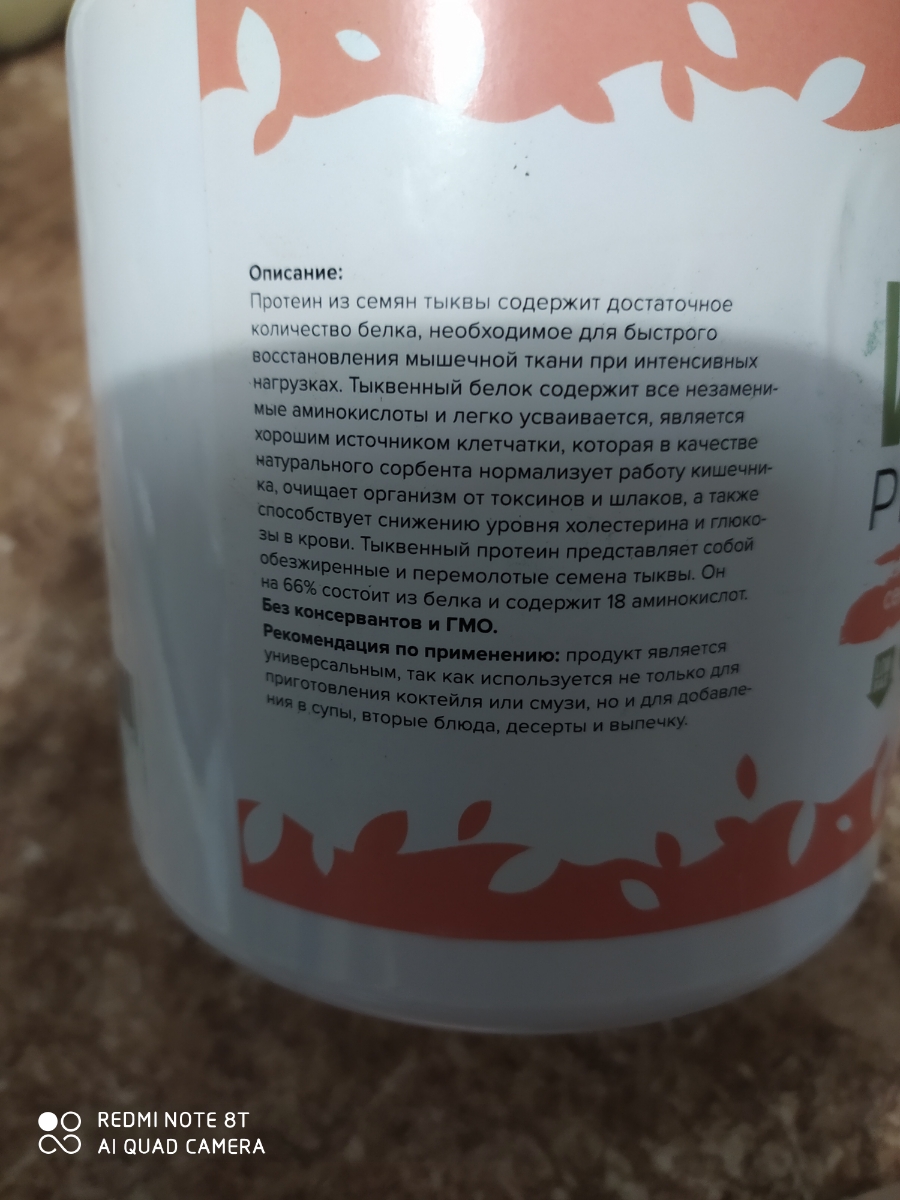 Описание:
Протеин из семян тыквы содержит достаточное
количество белка, необходимое для быстрого
восстановления мышечной ткани при интенсивных
нагрузках. Тыквенный белок содержит все незамени-
мые аминокислоты и легко усваивается, является
хорошим источником клетчатки, которая в качестве
натурального сорбента нормализует работу кишечни-
ка, очищает организм от токсинов и шлаков, а также
способствует снижению уровня холестерина и глюко-
зы в крови. Тыквенный протеин представляет собой
обезжиренные и перемолотые семена тыквы. Он
на 66% состоит из белка и содержит 18 аминокислот.
Без консервантов и ГМО.
Рекомендация по применению: продукт является
универсальным, так как используется не только для
приготовления коктейля или смузи, но и для добавле-
ния в супы, вторые блюда, десерты и выпечку.
REDMI NOTE 8T
AI QUAD CAMERA